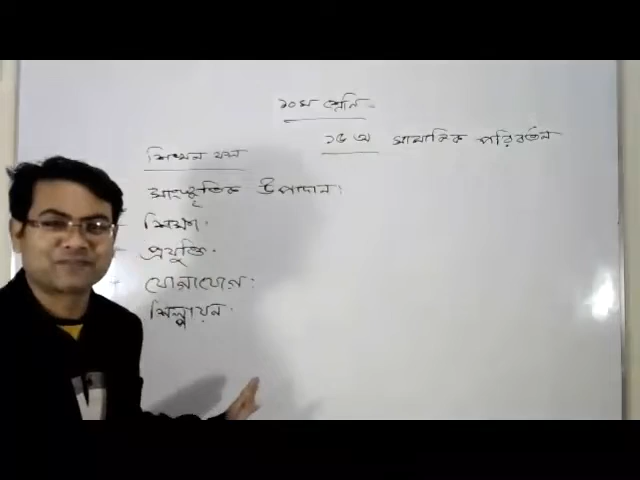 ১০ম শ্রেনি
১৫ অ সামাজিক পরিবর্তন
শিখন ফল
সাংস্কৃতিক উপাদান।
শিক্ষা।
প্রযুক্তি।
যোগাযোগ।
শিল্পায়ন।
V